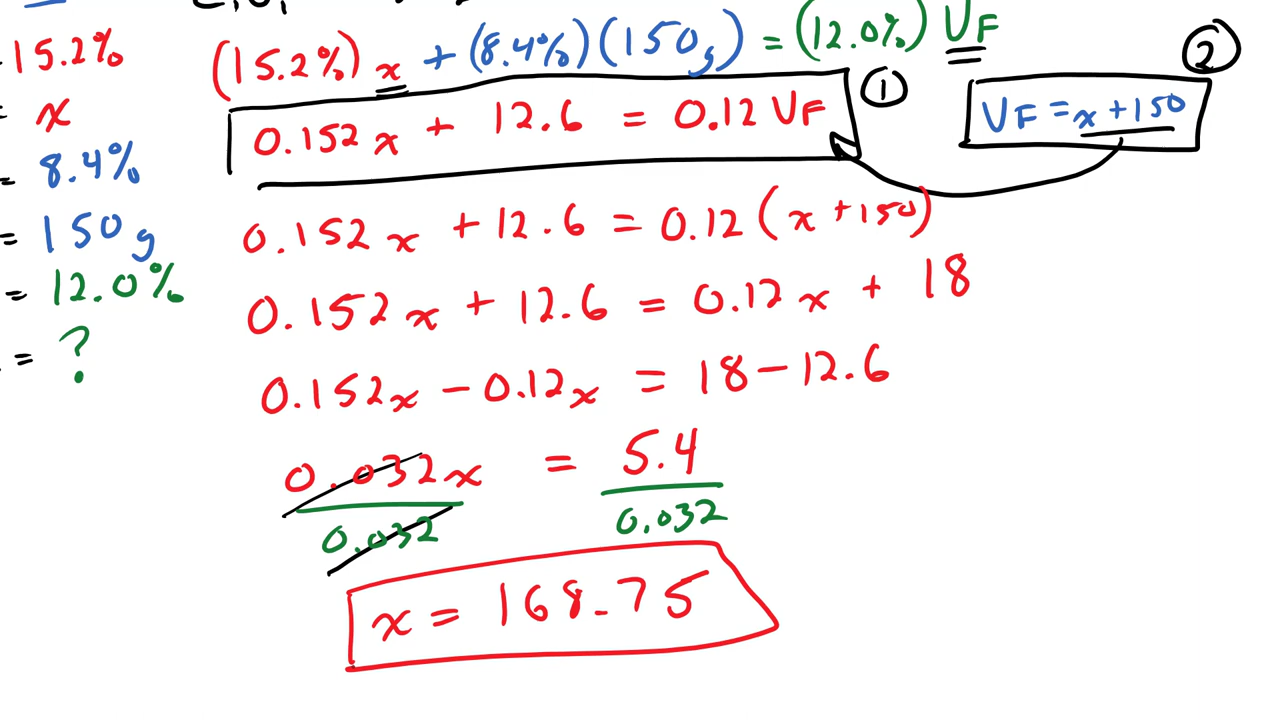 15.2%
(15.2%) x + (8.4%)(150g) = (12.0%) VF
②
= x
0.152x + 12.6 = 0.12 VF
①
VF = x + 150
= 8.4%
= 150g
0.152x + 12.6 = 0.12(x + 150)
= 12.0%
0.152x + 12.6 = 0.12x + 18
= ?
0.152x - 0.12x = 18 - 12.6
0.032x = 5.4
0.032 0.032
x = 168.75